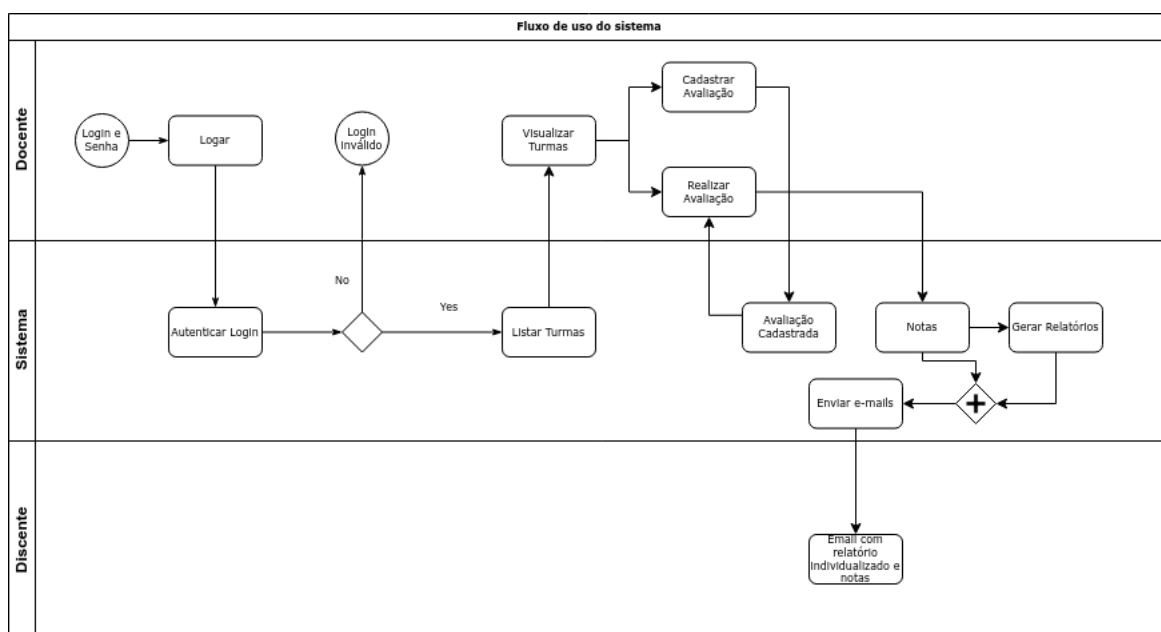 Fluxo de uso do sistema
Docente
Login e
Senha
Logar
Login
Inválido
Visualizar
Turmas
Cadastrar
Avaliação
Realizar
Avaliação
Sistema
No
Yes
Autenticar Login
Listar Turmas
Avaliação
Cadastrada
Notas
Gerar Relatórios
Enviar e-mails
Discente
Email com
relatório
individualizado e
notas